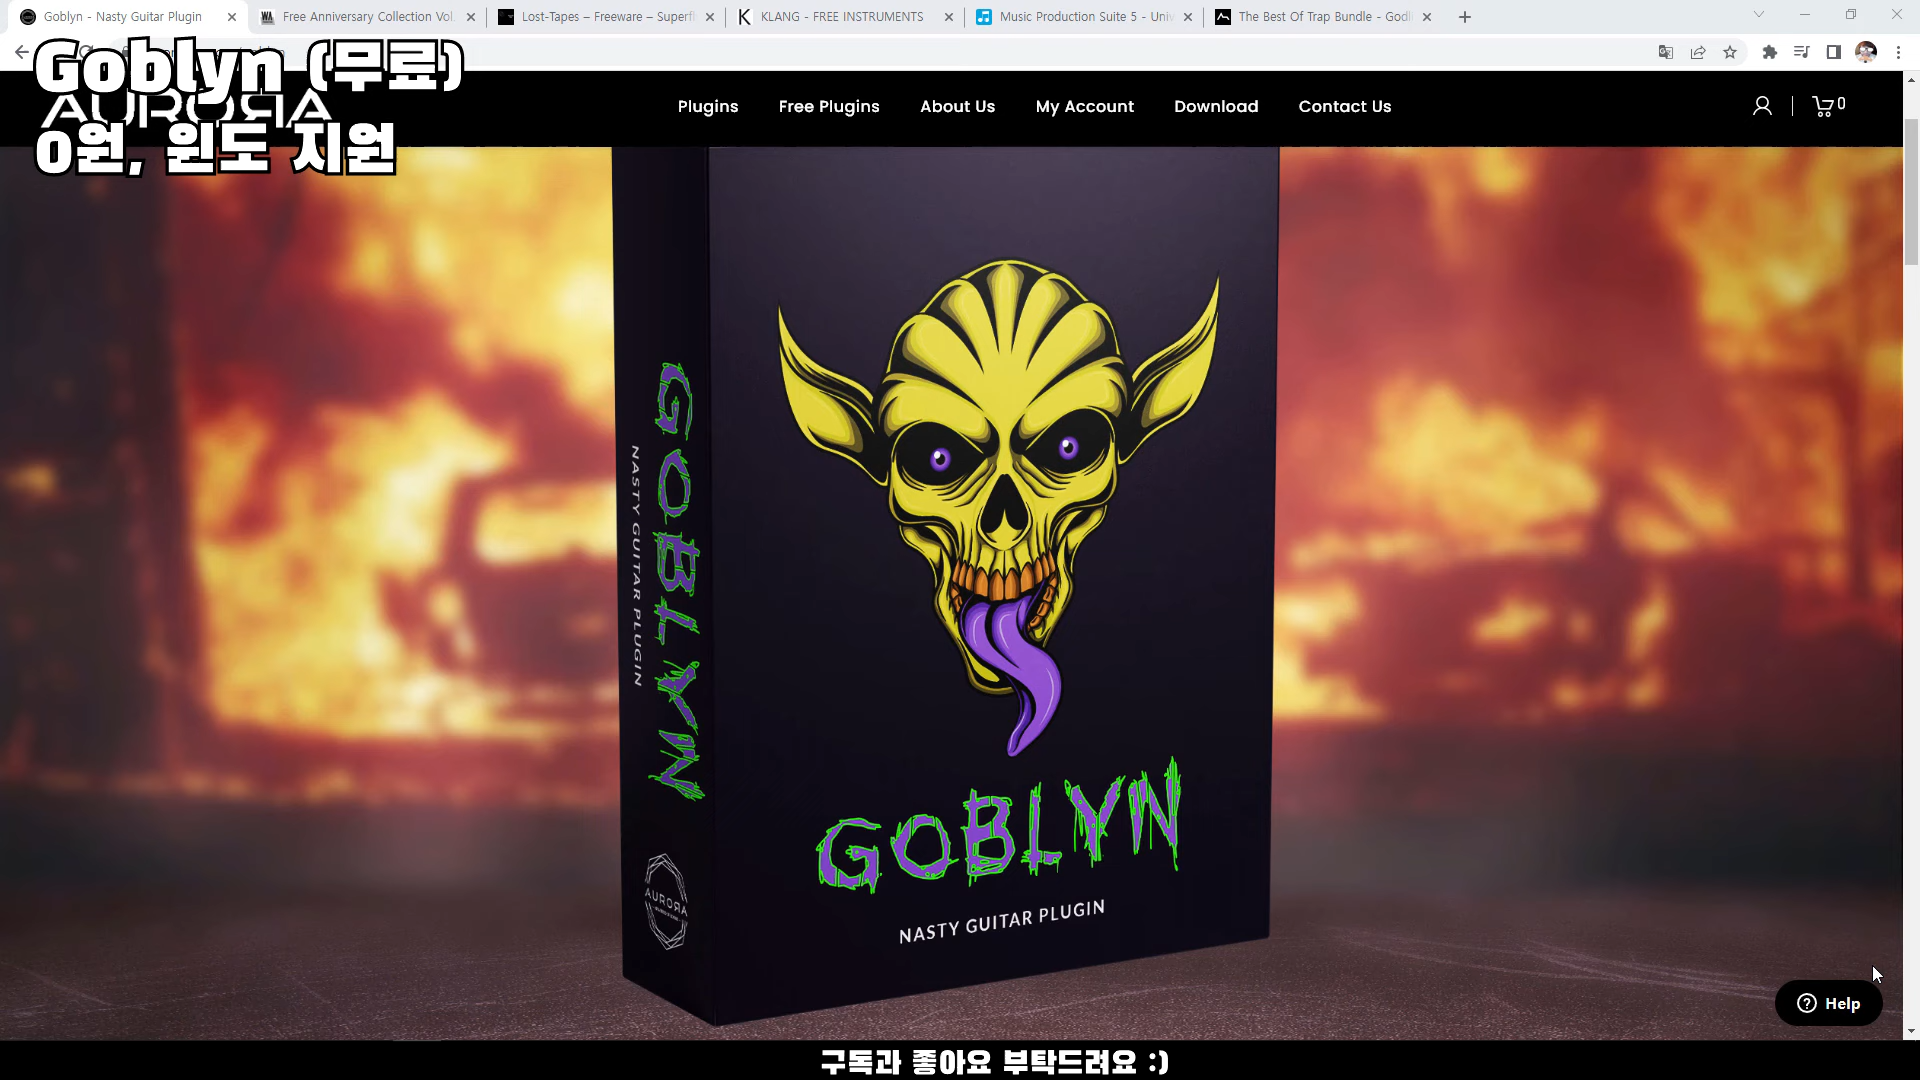 Goblyn - Nasty Guitar Plugin
Free Anniversary Collection Vol.
Lost-Tapes – Freeware – Superfl
KLANG - FREE INSTRUMENTS
Music Production Suite 5 - Univ
The Best Of Trap Bundle - Godl
Goblyn (무료)
AURORA
0원, 윈도 지원
Plugins
Free Plugins
About Us
My Account
Download
Contact Us
0
GOBLYN
NASTY GUITAR PLUGIN
AURORA
GOBLYN
NASTY GUITAR PLUGIN
Help
구독과 좋아요 부탁드려요 :)